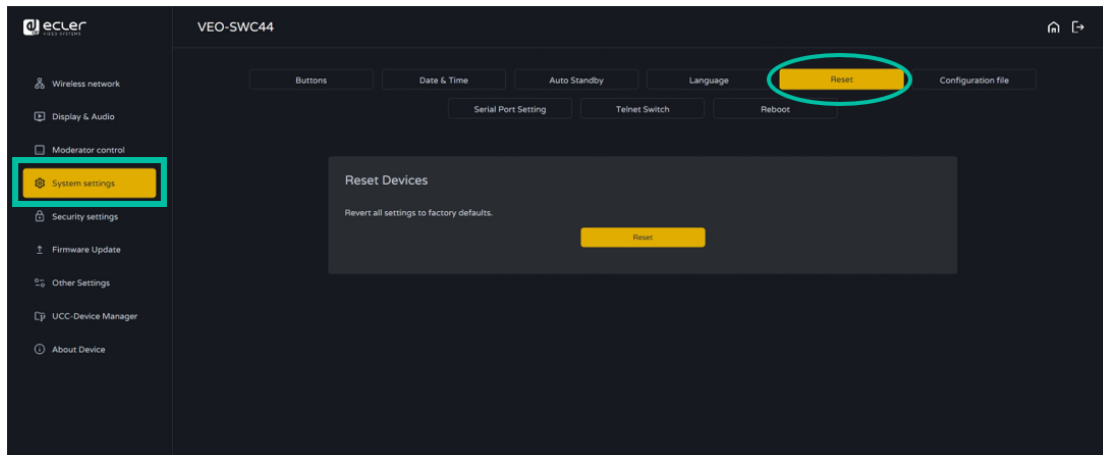 ecler
VIDEO SYSTEMS
VEO-SWC44
Wireless network
Display & Audio
Moderator control
System settings
Security settings
Firmware Update
Other Settings
UCC-Device Manager
About Device
Buttons Date & Time Auto Standby Language Reset Configuration file
Serial Port Setting Telnet Switch Reboot
Reset Devices
Revert all settings to factory defaults.
Reset